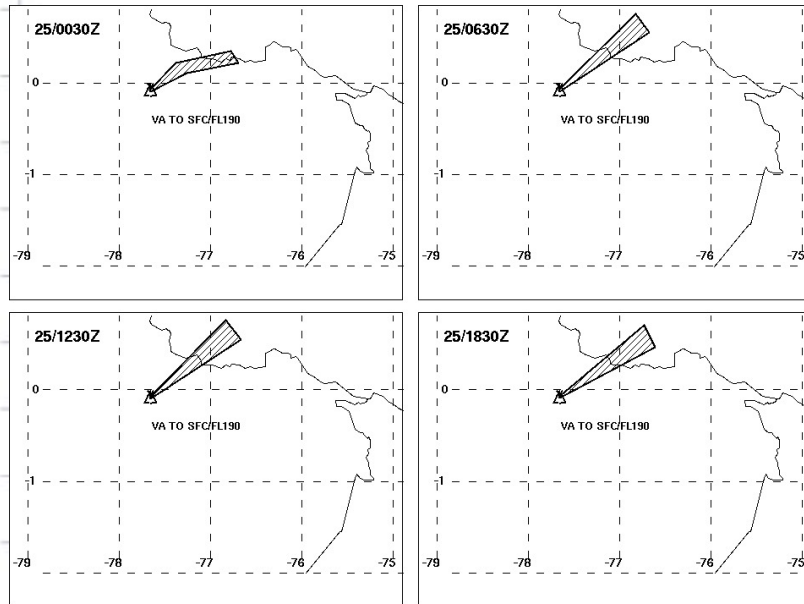 25/0030Z
0
VA TO SFC/FL190
-1
-79 -78 -77 -76 -75
25/0630Z
0
VA TO SFC/FL190
-1
-79 -78 -77 -76 -75
25/1230Z
0
VA TO SFC/FL190
-1
-79 -78 -77 -76 -75
25/1830Z
0
VA TO SFC/FL190
-1
-79 -78 -77 -76 -75